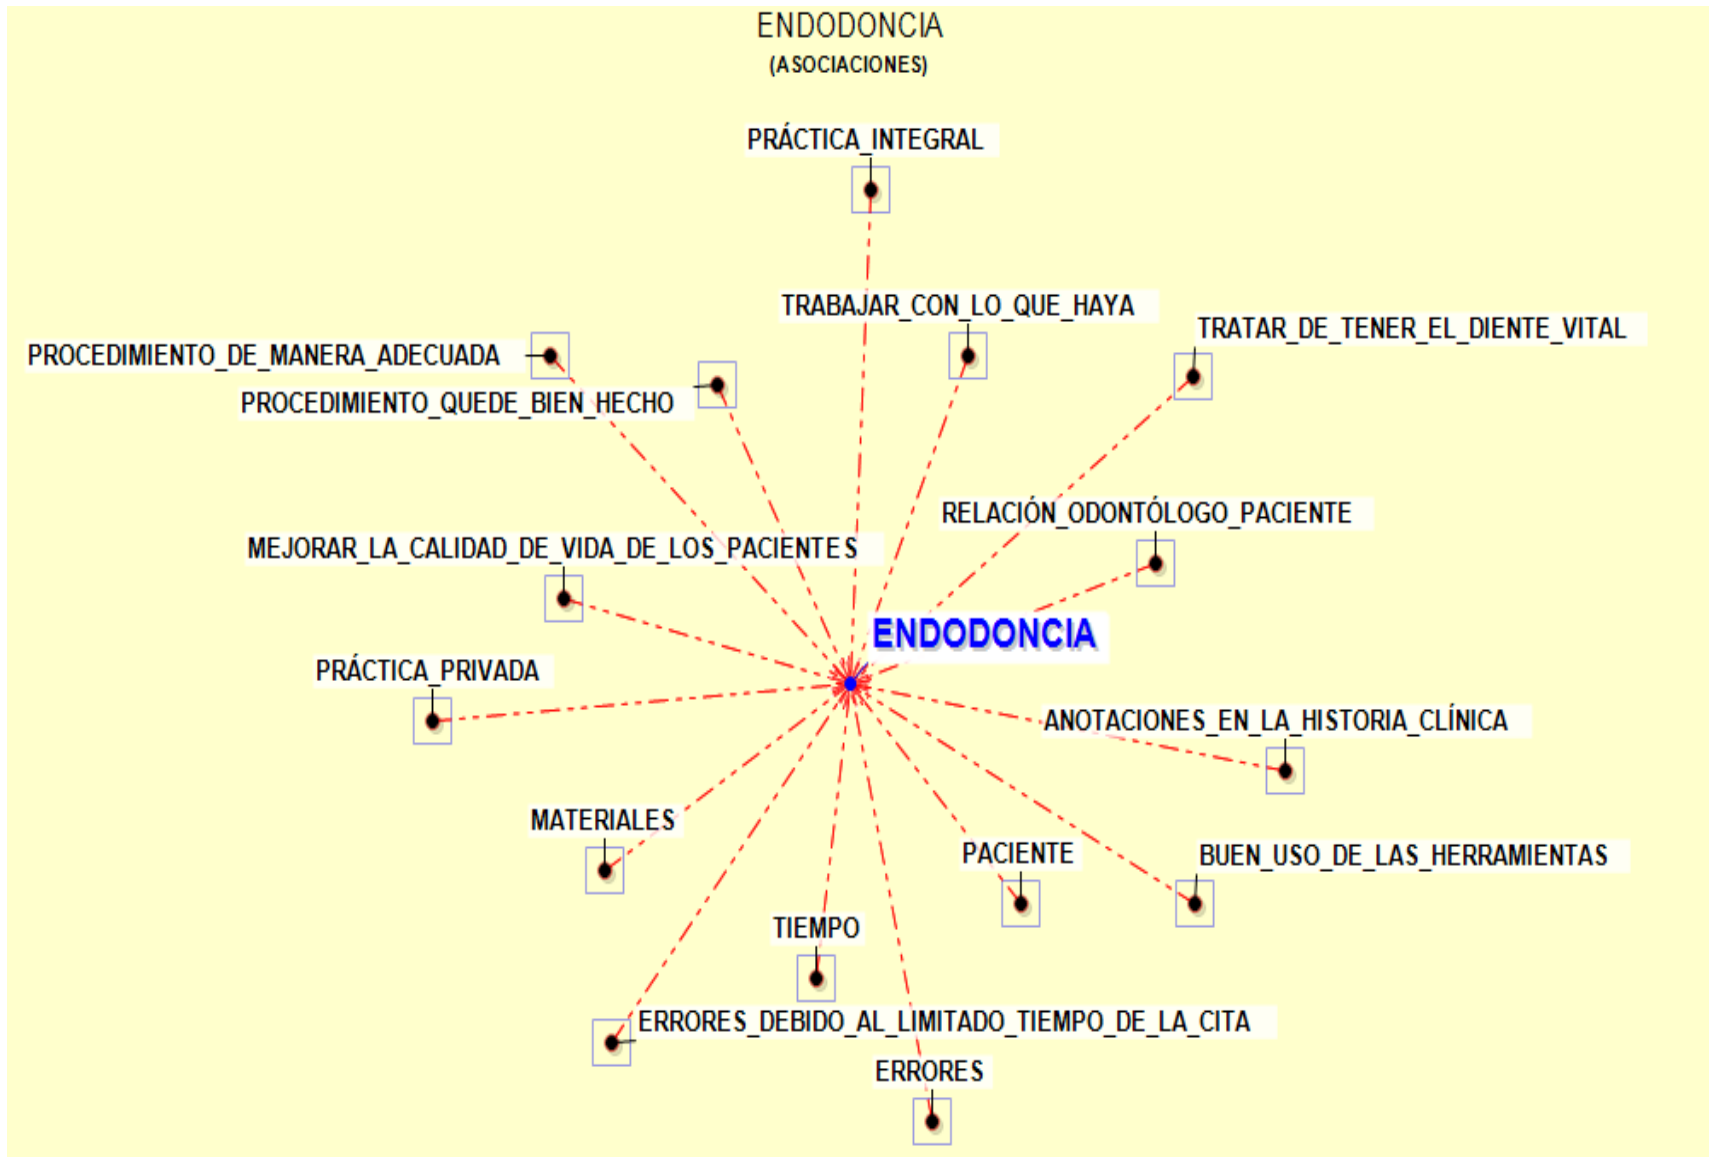 ENDODONCIA
(ASOCIACIONES)
PRÁCTICA_INTEGRAL
TRABAJAR_CON_LO_QUE_HAYA
TRATAR_DE_TENER_EL_DIENTE_VITAL
PROCEDIMIENTO_DE_MANERA_ADECUADA
PROCEDIMIENTO_QUEDE_BIEN_HECHO
RELACIÓN_ODONTÓLOGO_PACIENTE
MEJORAR_LA_CALIDAD_DE_VIDA_DE_LOS_PACIENTES
ENDODONCIA
PRÁCTICA_PRIVADA
ANOTACIONES_EN_LA_HISTORIA_CLÍNICA
MATERIALES
PACIENTE
BUEN_USO_DE_LAS_HERRAMIENTAS
TIEMPO
ERRORES_DEBIDO_AL_LIMITADO_TIEMPO_DE_LA_CITA
ERRORES